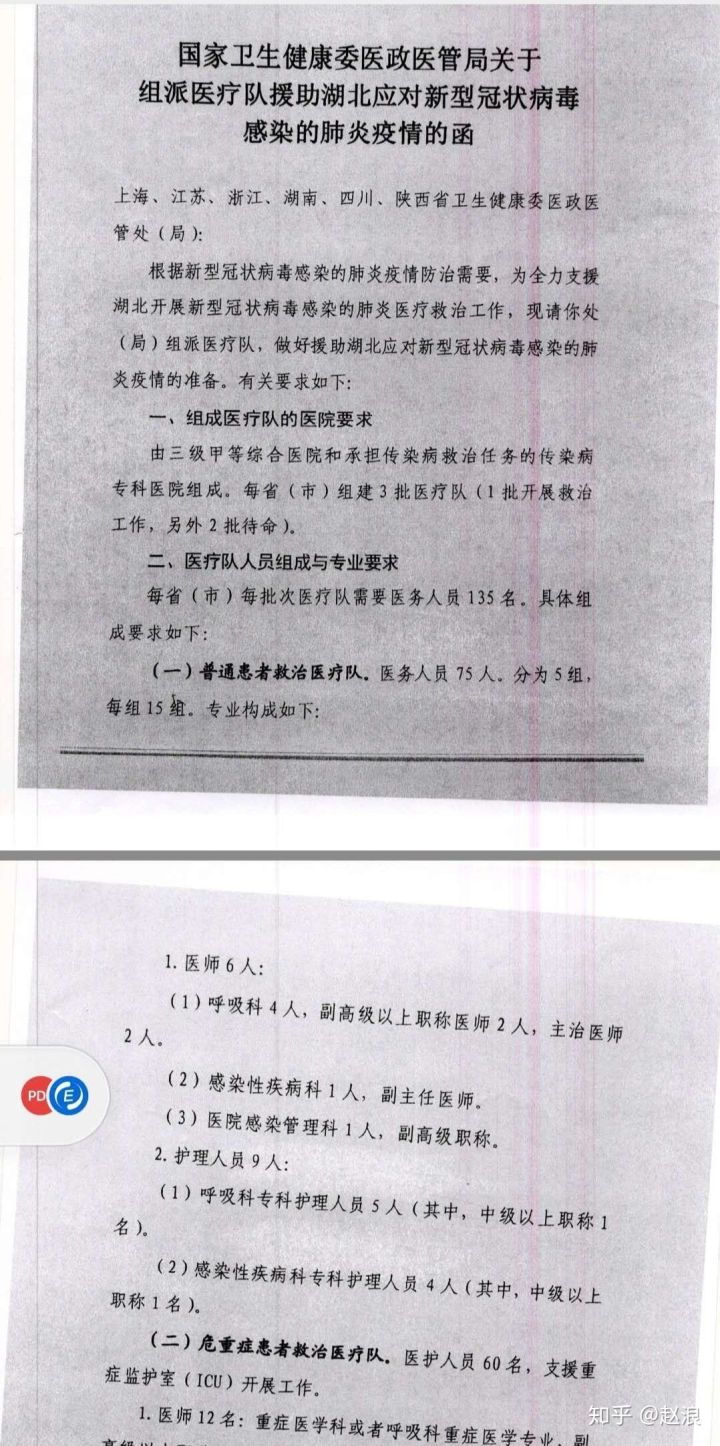 国家卫生健康委医政医管局关于
组派医疗队援助湖北应对新型冠状病毒
感染的肺炎疫情的函
上海、江苏、浙江、湖南、四川、陕西省卫生健康委医政医
管处（局）：
根据新型冠状病毒感染的肺炎疫情防治需要，为全力支援
湖北开展新型冠状病毒感染的肺炎医疗救治工作，现请你处
（局）组派医疗队，做好援助湖北应对新型冠状病毒感染的肺
炎疫情的准备。有关要求如下：
一、组成医疗队的医院要求
由三级甲等综合医院和承担传染病救治任务的传染病
专科医院组成。每省（市）组建3批医疗队（1批开展救治
工作，另外2批待命）。
二、医疗队人员组成与专业要求
每省（市）每批次医疗队需要医务人员135名。具体组
成要求如下：
（一）普通患者救治医疗队。医务人员75人。分为5组，
每组15组。专业构成如下：
1.医师6人：
（1）呼吸科4人，副高级以上职称医师2人，主治医师
2人。
（2）感染性疾病科1人，副主任医师。
（3）医院感染管理科1人，副高级职称。
2.护理人员9人：
（1）呼吸科专科护理人员5人（其中，中级以上职称1
名）。
（2）感染性疾病科专科护理人员4人（其中，中级以上
职称1名）。
（二）危重症患者救治医疗队。医护人员60名，支援重
症监护室（ICU）开展工作。
1.医师12名：重症医学科或者呼吸科重症医学专业，副
高级以上职
PD
E
知乎 @赵浪